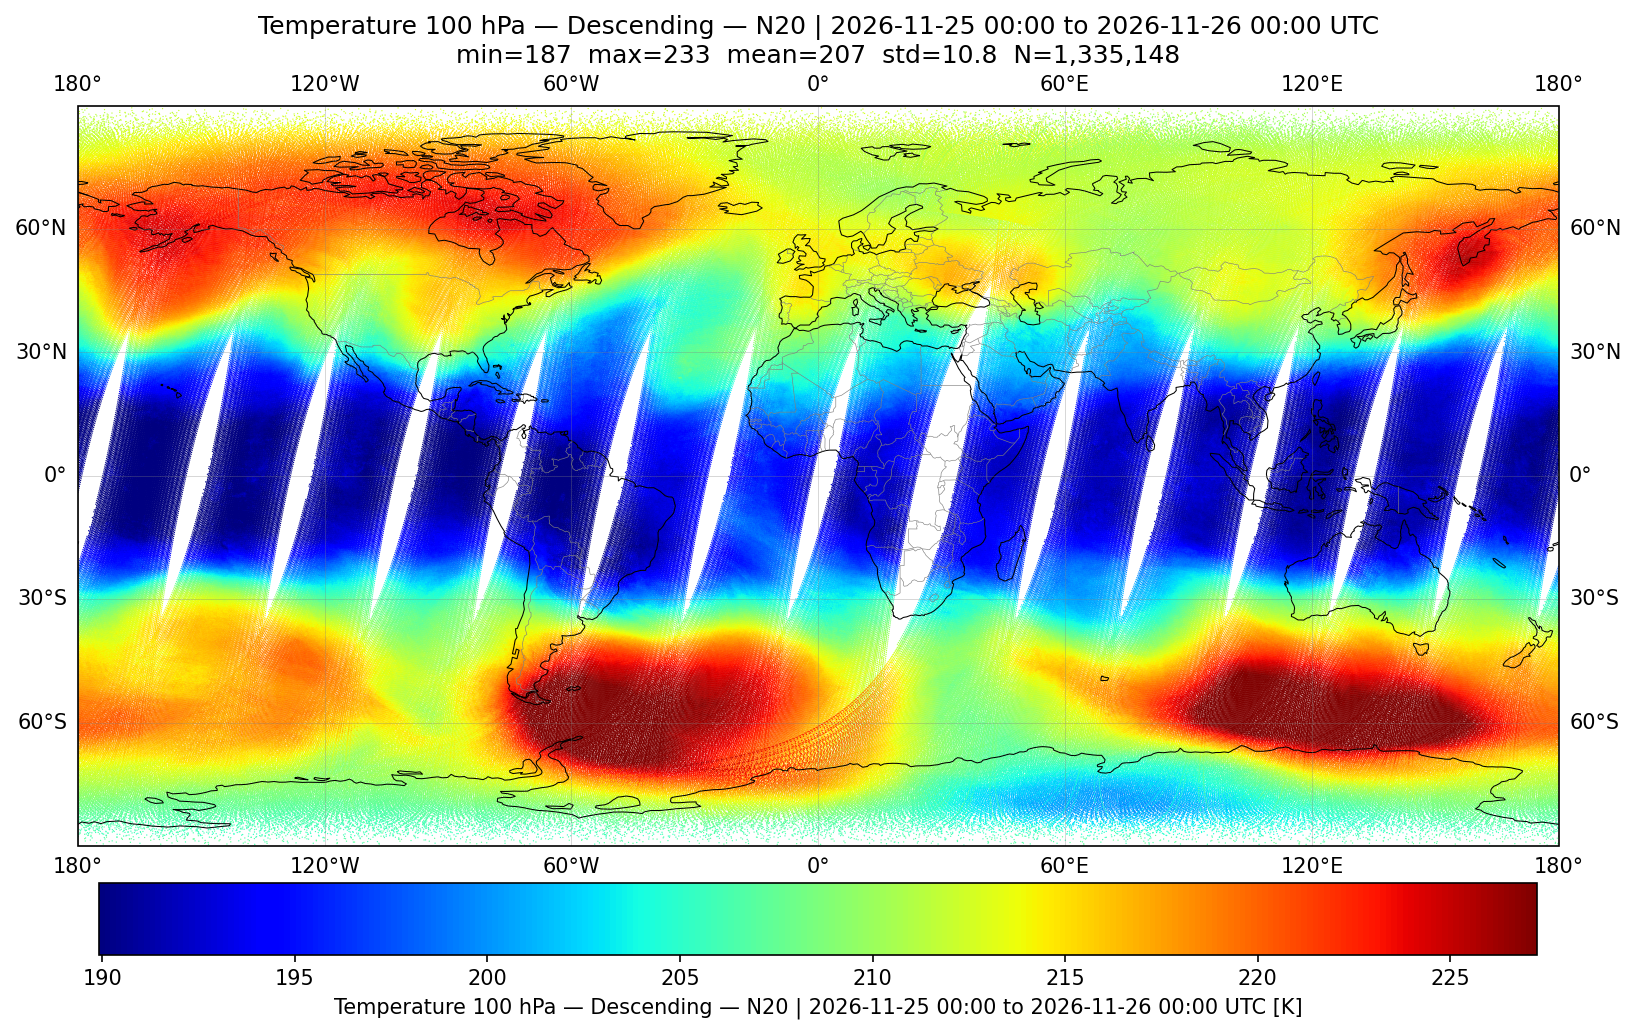 Temperature 100 hPa — Descending — N20 | 2026-11-25 00:00 to 2026-11-26 00:00 UTC
min=187  max=233  mean=207  std=10.8  N=1,335,148
180° 120°W 60°W 0° 60°E 120°E 180°
60°N 60°N
30°N 30°N
0° 0°
30°S 30°S
60°S 60°S
180° 120°W 60°W 0° 60°E 120°E 180°
190 195 200 205 210 215 220 225
Temperature 100 hPa — Descending — N20 | 2026-11-25 00:00 to 2026-11-26 00:00 UTC [K]